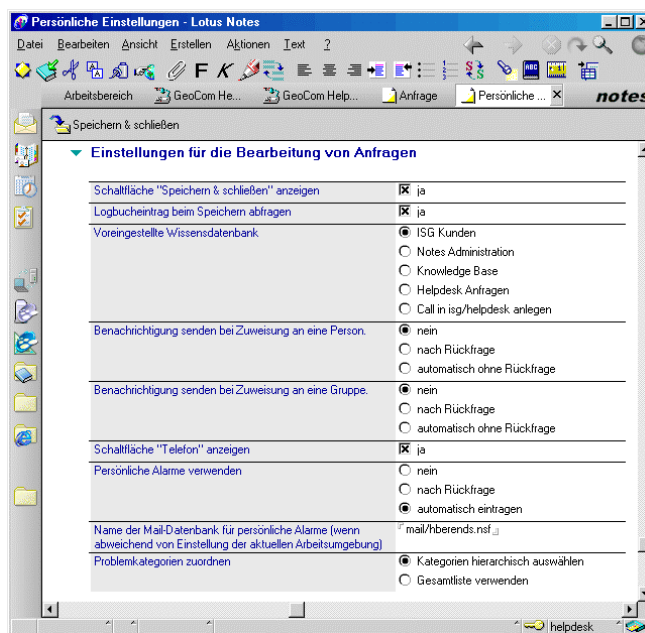 Persönliche Einstellungen - Lotus Notes
Datei Bearbeiten Ansicht Erstellen Aktionen Text ?
F K
Arbeitsbereich GeoCom He... GeoCom Help... Anfrage Persönliche ... notes
Speichern & schließen
Einstellungen für die Bearbeitung von Anfragen
Schaltfläche "Speichern & schließen" anzeigen ja
Logbucheintrag beim Speichern abfragen ja
Voreingestellte Wissensdatenbank ISG Kunden
Notes Administration
Knowledge Base
Helpdesk Anfragen
Call in isg/helpdesk anlegen
Benachrichtigung senden bei Zuweisung an eine Person. nein
nach Rückfrage
automatisch ohne Rückfrage
Benachrichtigung senden bei Zuweisung an eine Gruppe. nein
nach Rückfrage
automatisch ohne Rückfrage
Schaltfläche "Telefon" anzeigen ja
Persönliche Alarme verwenden nein
nach Rückfrage
automatisch eintragen
Name der Mail-Datenbank für persönliche Alarme (wenn mail/hberends.nsf
abweichend von Einstellung der aktuellen Arbeitsumgebung)
Problemkategorien zuordnen Kategorien hierarchisch auswählen
Gesamtliste verwenden
helpdesk